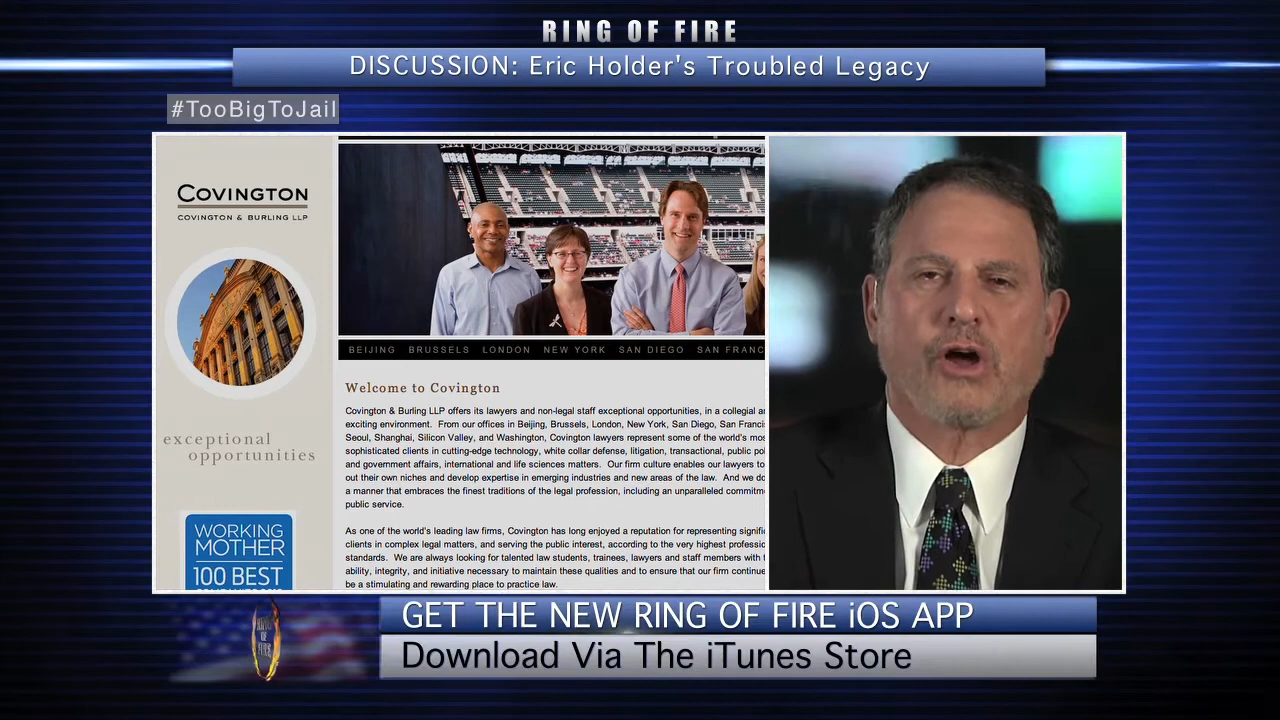 RING OF FIRE
DISCUSSION: Eric Holder's Troubled Legacy
#TooBigToJail
COVINGTON
COVINGTON & BURLING LLP
exceptional
opportunities
WORKING
MOTHER
100 BEST
BEIJING BRUSSELS LONDON NEW YORK SAN DIEGO SAN FRANC
Welcome to Covington
Covington & Burling LLP offers its lawyers and non-legal staff exceptional opportunities, in a collegial an
exciting environment. From our offices in Beijing, Brussels, London, New York, San Diego, San Francis
Seoul, Shanghai, Silicon Valley, and Washington, Covington lawyers represent some of the world's mos
sophisticated clients in cutting-edge technology, white collar defense, litigation, transactional, public pol
and government affairs, international and life sciences matters. Our firm culture enables our lawyers to
out their own niches and develop expertise in emerging industries and new areas of the law. And we do
a manner that embraces the finest traditions of the legal profession, including an unparalleled commitm
public service.
As one of the world's leading law firms, Covington has long enjoyed a reputation for representing signific
clients in complex legal matters, and serving the public interest, according to the very highest professio
standards. We are always looking for talented law students, trainees, lawyers and staff members with t
ability, integrity, and initiative necessary to maintain these qualities and to ensure that our firm continue
be a stimulating and rewarding place to practice law.
RING
OF
FIRE
GET THE NEW RING OF FIRE iOS APP
Download Via The iTunes Store